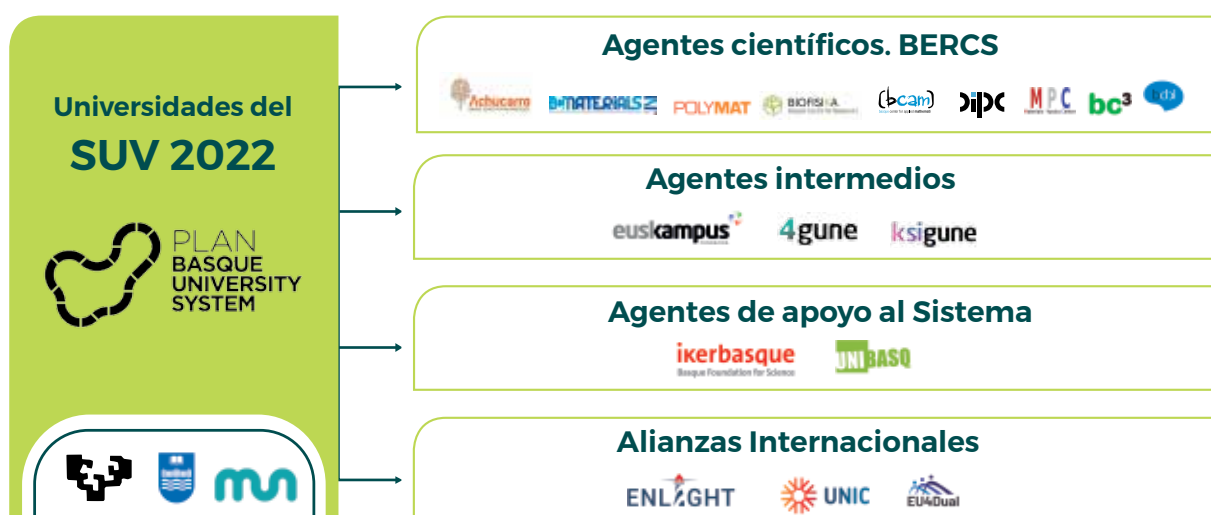 Universidades del
SUV 2022
PLAN
BASQUE
UNIVERSITY
SYSTEM
Agentes científicos. BERCS
Achucarro
POLYMAT
(bcam)
dipc
MPC
bc³
Agentes intermedios
euskampus
4gune
ksigune
Agentes de apoyo al Sistema
ikerbasque
Basque Foundation for Science
UNIBASQ
Alianzas Internacionales
ENLIGHT
UNIC
EU4Dual